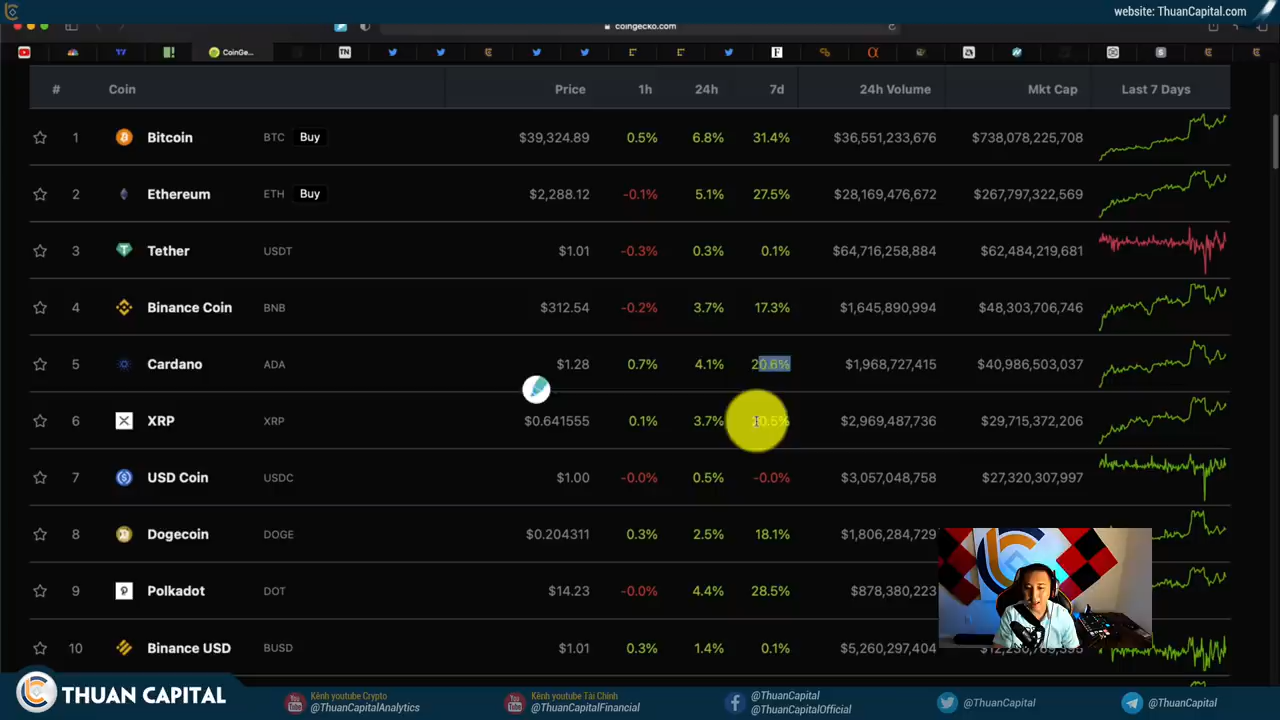 website: ThuanCapital.com
coingecko.com
CoinGe...
TN
# Coin Price 1h 24h 7d 24h Volume Mkt Cap Last 7 Days
1 Bitcoin BTC Buy $39,324.89 0.5% 6.8% 31.4% $36,551,233,676 $738,078,225,708
2 Ethereum ETH Buy $2,288.12 -0.1% 5.1% 27.5% $28,169,476,672 $267,797,322,569
3 Tether USDT $1.01 -0.3% 0.3% 0.1% $64,716,258,884 $62,484,219,681
4 Binance Coin BNB $312.54 -0.2% 3.7% 17.3% $1,645,890,994 $48,303,706,746
5 Cardano ADA $1.28 0.7% 4.1% 20.6% $1,968,727,415 $40,986,503,037
6 XRP XRP $0.641555 0.1% 3.7% $2,969,487,736 $29,715,372,206
7 USD Coin USDC $1.00 -0.0% 0.5% -0.0% $3,057,048,758 $27,320,307,997
8 Dogecoin DOGE $0.204311 0.3% 2.5% 18.1% $1,806,284,729
9 Polkadot DOT $14.23 -0.0% 4.4% 28.5% $878,380,223
10 Binance USD BUSD $1.01 0.3% 1.4% 0.1% $5,260,297,404
THUAN CAPITAL
Kênh youtube Crypto
@ThuanCapitalAnalytics
Kênh youtube Tài Chính
@ThuanCapitalFinancial
@ThuanCapital
@ThuanCapitalOfficial
@ThuanCapital
@ThuanCapital